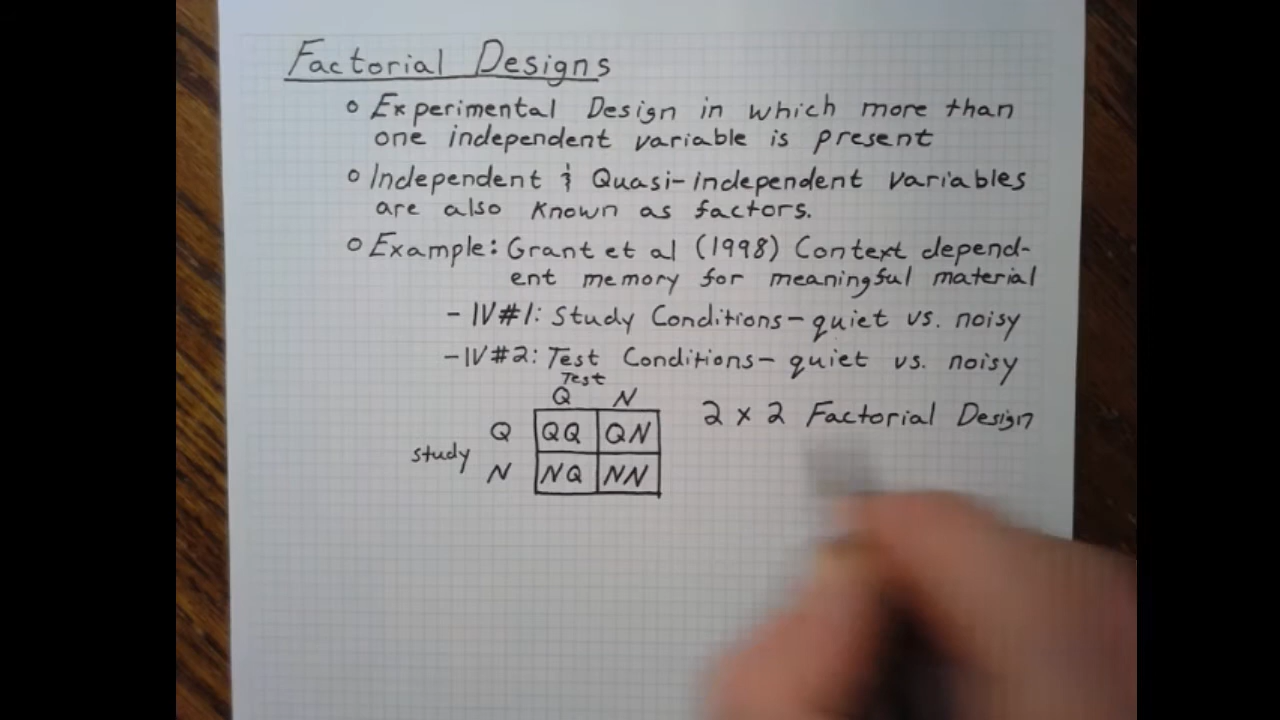 Factorial Designs
o Experimental Design in which more than
one independent variable is present
o Independent & Quasi-independent variables
are also known as factors.
o Example: Grant et al (1998) Context depend-
ent memory for meaningful material
- IV#1: Study Conditions - quiet vs. noisy
- IV#2: Test Conditions - quiet vs. noisy
Test
Q N
2 x 2 Factorial Design
Q QQ QN
study
N NQ NN